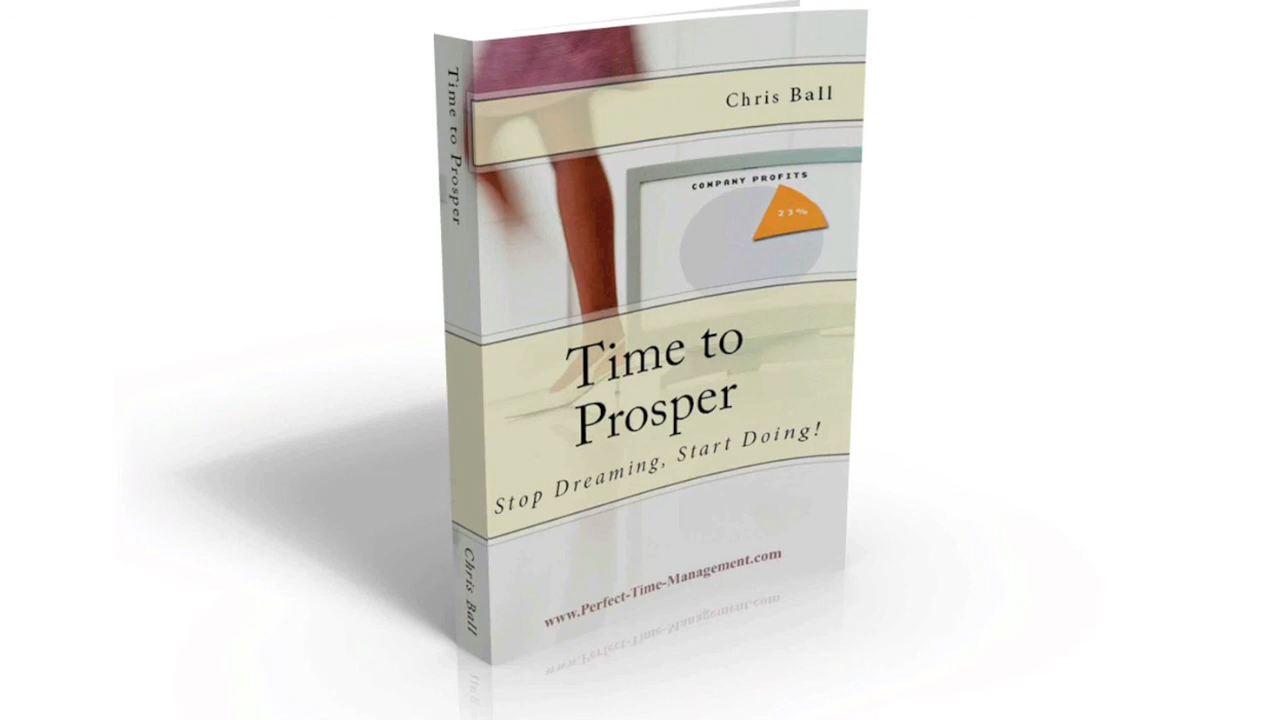 Time to Prosper
Chris Ball
Chris Ball
COMPANY PROFITS
23%
Time to
Prosper
Stop Dreaming, Start Doing!
www.Perfect-Time-Management.com